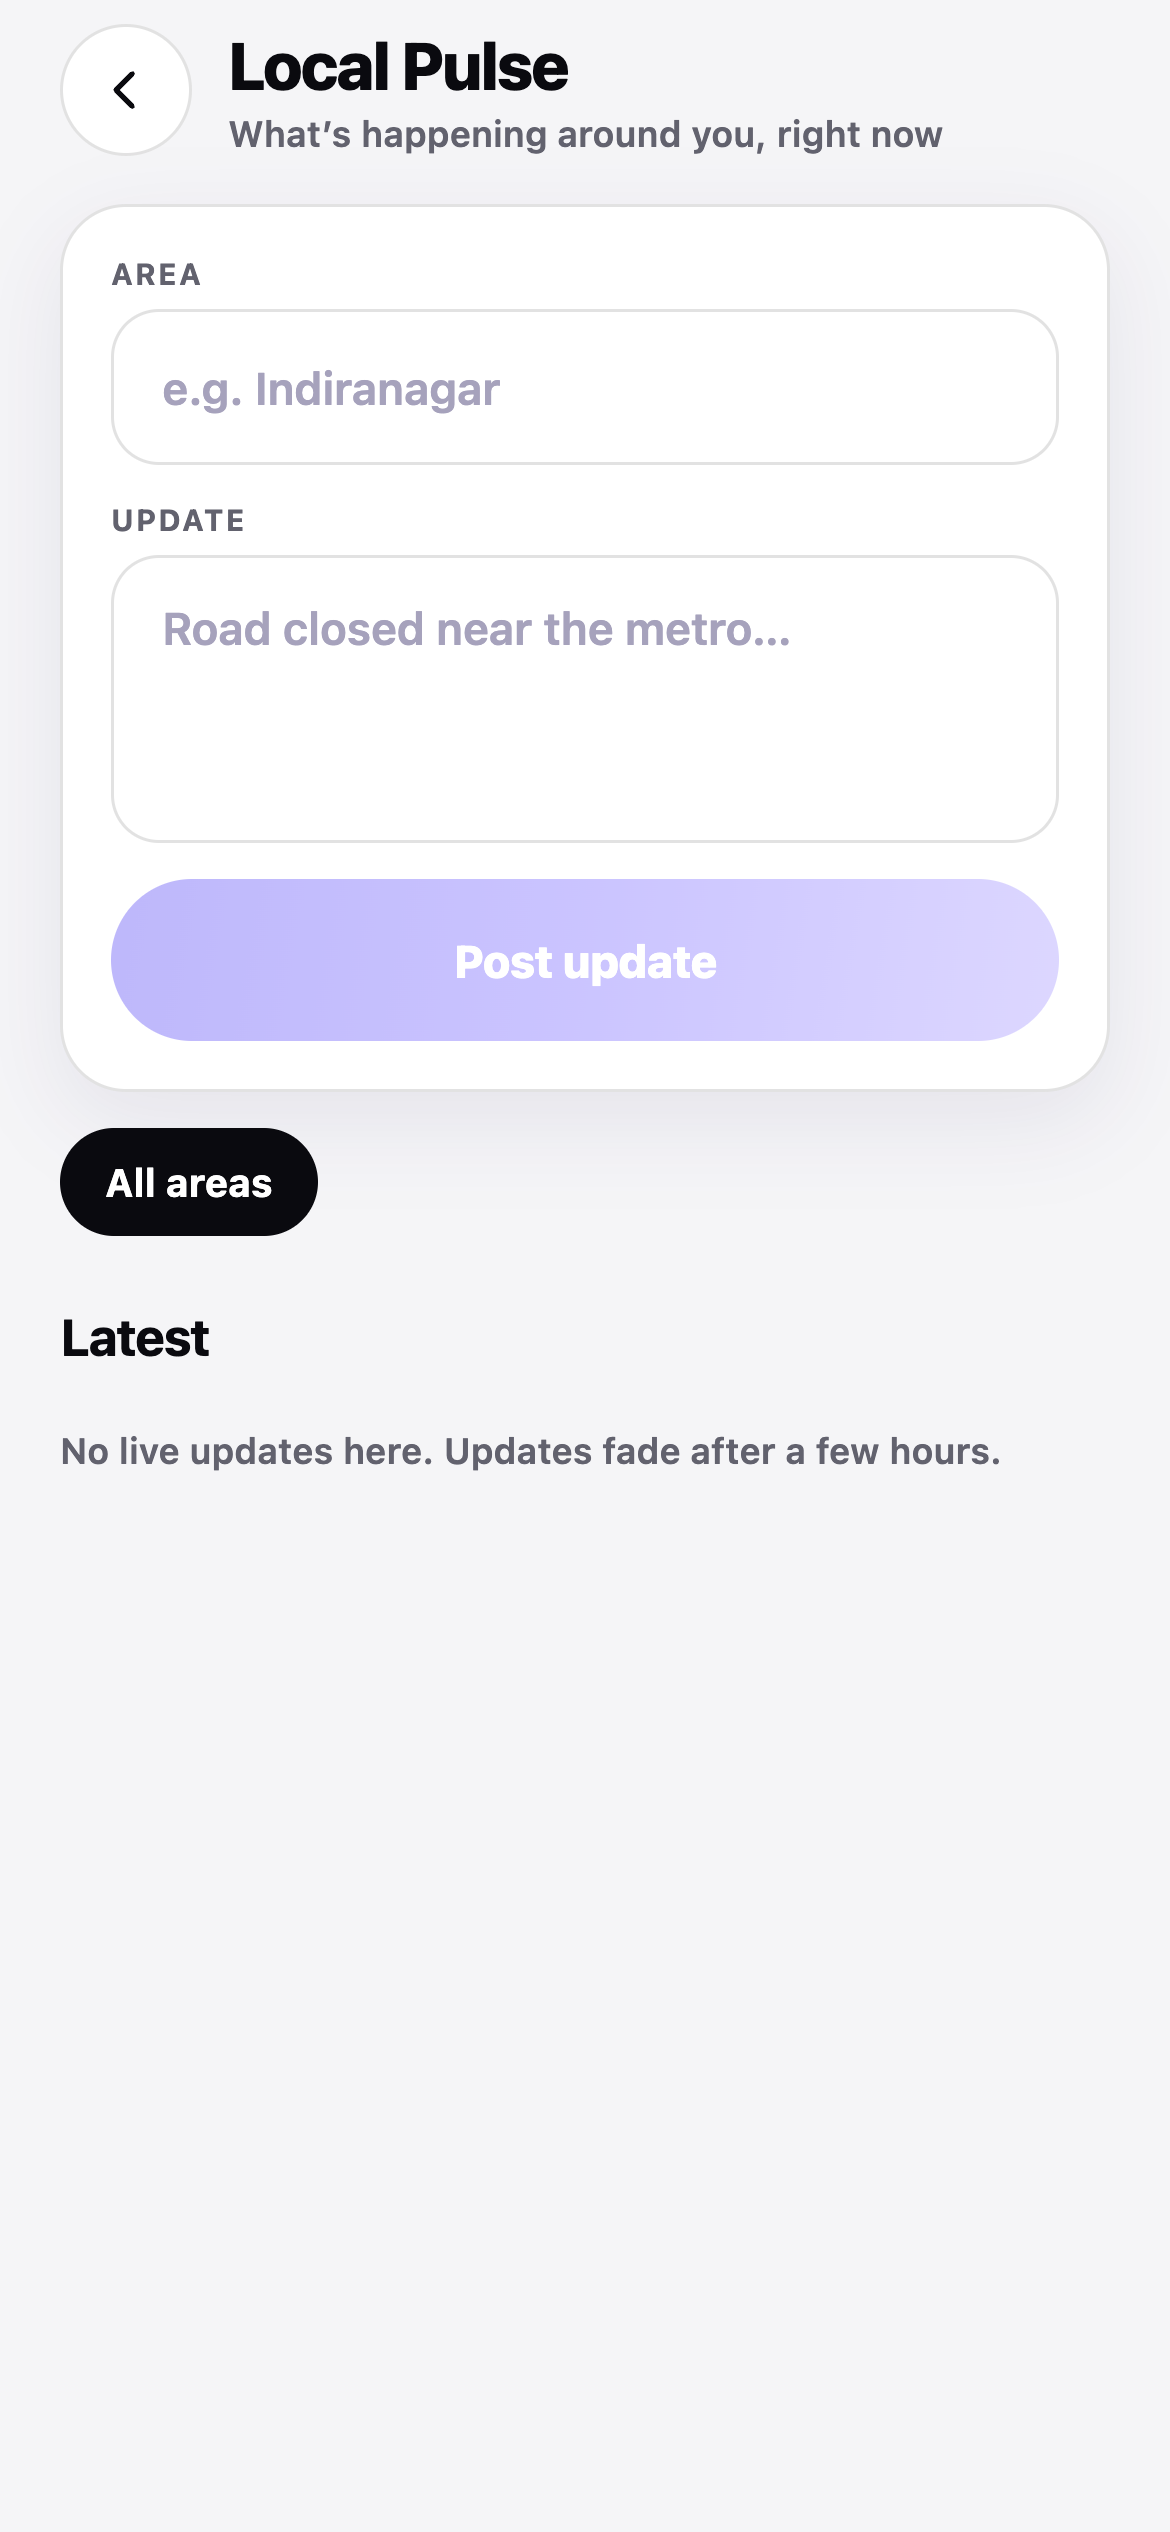 Local Pulse
What’s happening around you, right now
AREA
e.g. Indiranagar
UPDATE
Road closed near the metro...
Post update
All areas
Latest
No live updates here. Updates fade after a few hours.